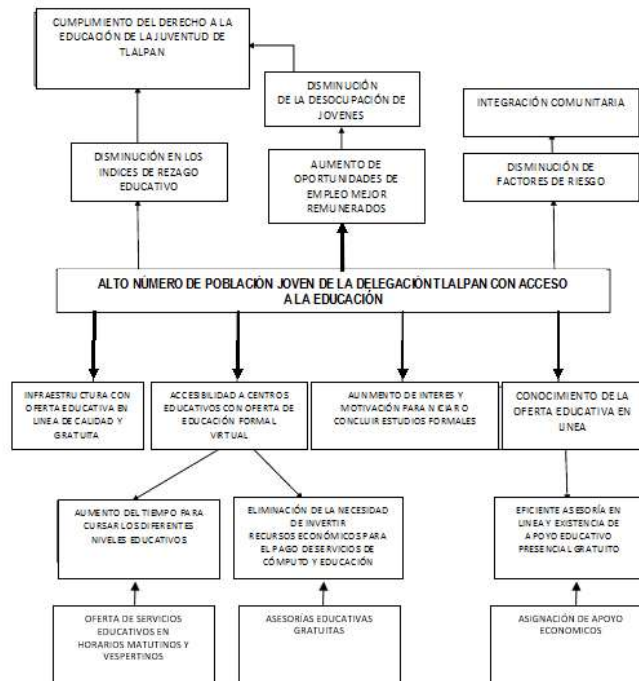 CUMPLIMIENTO DEL DERECHO A LA
EDUCACIÓN DE LA JUVENTUD DE
TLALPAN
DISMINUCIÓN
DE LA DESOCUPACIÓN DE
JOVENES
INTEGRACIÓN COMUNITARIA
DISMINUCIÓN EN LOS
INDICES DE REZAGO
EDUCATIVO
AUMENTO DE
OPORTUNIDADES DE
EMPLEO MEJOR
REMUNERADOS
DISMINUCIÓN DE
FACTORES DE RIESGO
ALTO NÚMERO DE POBLACIÓN JOVEN DE LA DELEGACIÓN TLALPAN CON ACCESO
A LA EDUCACIÓN
INFRAESTRUCTURA CON
OFERTA EDUCATIVA EN
LINEA DE CALIDAD Y
GRATUITA
ACCESIBILIDAD A CENTROS
EDUCATIVOS CON OFERTA DE
EDUCACIÓN FORMAL
VIRTUAL
AUNMENTO DE INTERES Y
MOTIVACIÓN PARA NICIAR O
CONCLUIR ESTUDIOS FORMALES
CONOCIMIENTO DE LA
OFERTA EDUCATIVA EN
LINEA
AUMENTO DEL TIEMPO PARA
CURSAR LOS DIFERENTES
NIVELES EDUCATIVOS
ELIMINACIÓN DE LA NECESIDAD
DE INVERTIR
RECURSOS ECONÓMICOS PARA
EL PAGO DE SERVICIOS DE
CÓMPUTO Y EDUCACIÓN
EFICIENTE ASESORÍA EN
LINEA Y EXISTENCIA DE
APOYO EDUCATIVO
PRESENCIAL GRATUITO
OFERTA DE SERVICIOS
EDUCATIVOS EN
HORARIOS MATUTINOS Y
VESPERTINOS
ASESORÍAS EDUCATIVAS
GRATUITAS
ASIGNACIÓN DE APOYO
ECONOMICOS